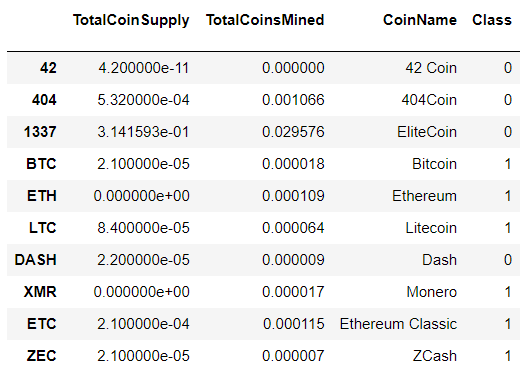 TotalCoinSupply TotalCoinsMined CoinName Class
42 4.200000e-11 0.000000 42 Coin 0
404 5.320000e-04 0.001066 404Coin 0
1337 3.141593e-01 0.029576 EliteCoin 0
BTC 2.100000e-05 0.000018 Bitcoin 1
ETH 0.000000e+00 0.000109 Ethereum 1
LTC 8.400000e-05 0.000064 Litecoin 1
DASH 2.200000e-05 0.000009 Dash 0
XMR 0.000000e+00 0.000017 Monero 1
ETC 2.100000e-04 0.000115 Ethereum Classic 1
ZEC 2.100000e-05 0.000007 ZCash 1